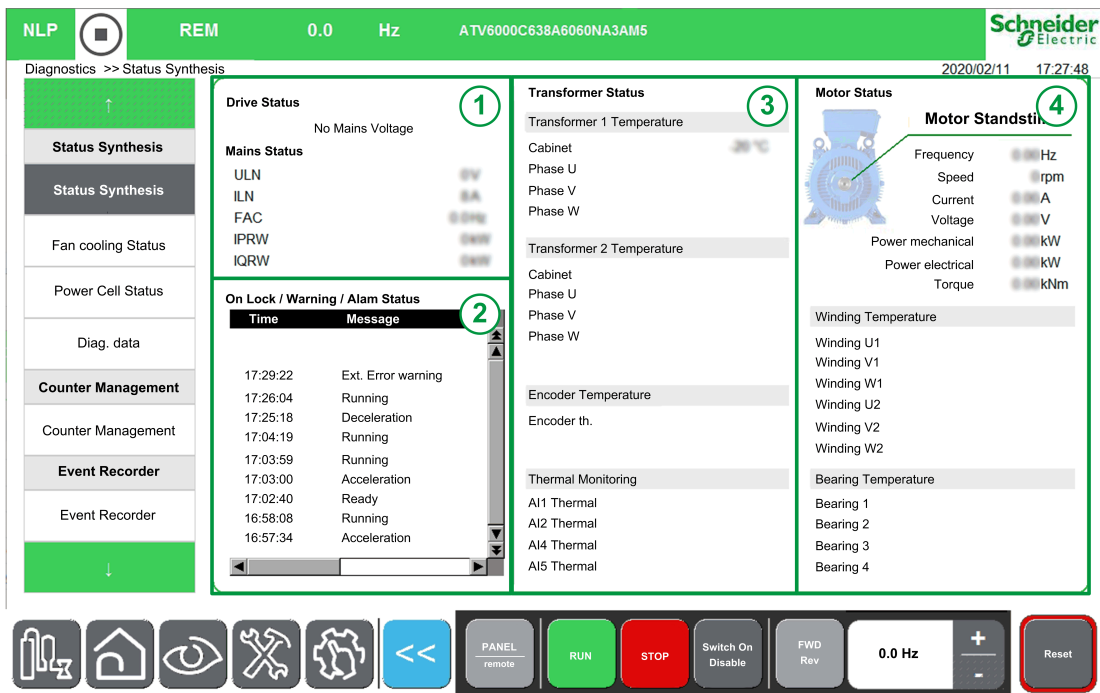 NLP
REM
0.0 Hz
ATV6000C638A6060NA3AM5
Schneider
Electric
Diagnostics >> Status Synthesis
2020/02/11 17:27:48
↑
Status Synthesis
Status Synthesis
Fan cooling Status
Power Cell Status
Diag. data
Counter Management
Counter Management
Event Recorder
Event Recorder
↓
1
Drive Status
No Mains Voltage
Mains Status
ULN
ILN
FAC
IPRW
IQRW
2
On Lock / Warning / Alam Status
Time Message
17:29:22 Ext. Error warning
17:26:04 Running
17:25:18 Deceleration
17:04:19 Running
17:03:59 Running
17:03:00 Acceleration
17:02:40 Ready
16:58:08 Running
16:57:34 Acceleration
3
Transformer Status
Transformer 1 Temperature
Cabinet
Phase U
Phase V
Phase W
Transformer 2 Temperature
Cabinet
Phase U
Phase V
Phase W
Encoder Temperature
Encoder th.
Thermal Monitoring
AI1 Thermal
AI2 Thermal
AI4 Thermal
AI5 Thermal
4
Motor Status
Motor
Frequency Hz
Speed rpm
Current A
Voltage V
Power mechanical kW
Power electrical kW
Torque kNm
Winding Temperature
Winding U1
Winding V1
Winding W1
Winding U2
Winding V2
Winding W2
Bearing Temperature
Bearing 1
Bearing 2
Bearing 3
Bearing 4
<<
PANEL
remote
RUN
STOP
Switch On
Disable
FWD
Rev
0.0 Hz
+
-
Reset